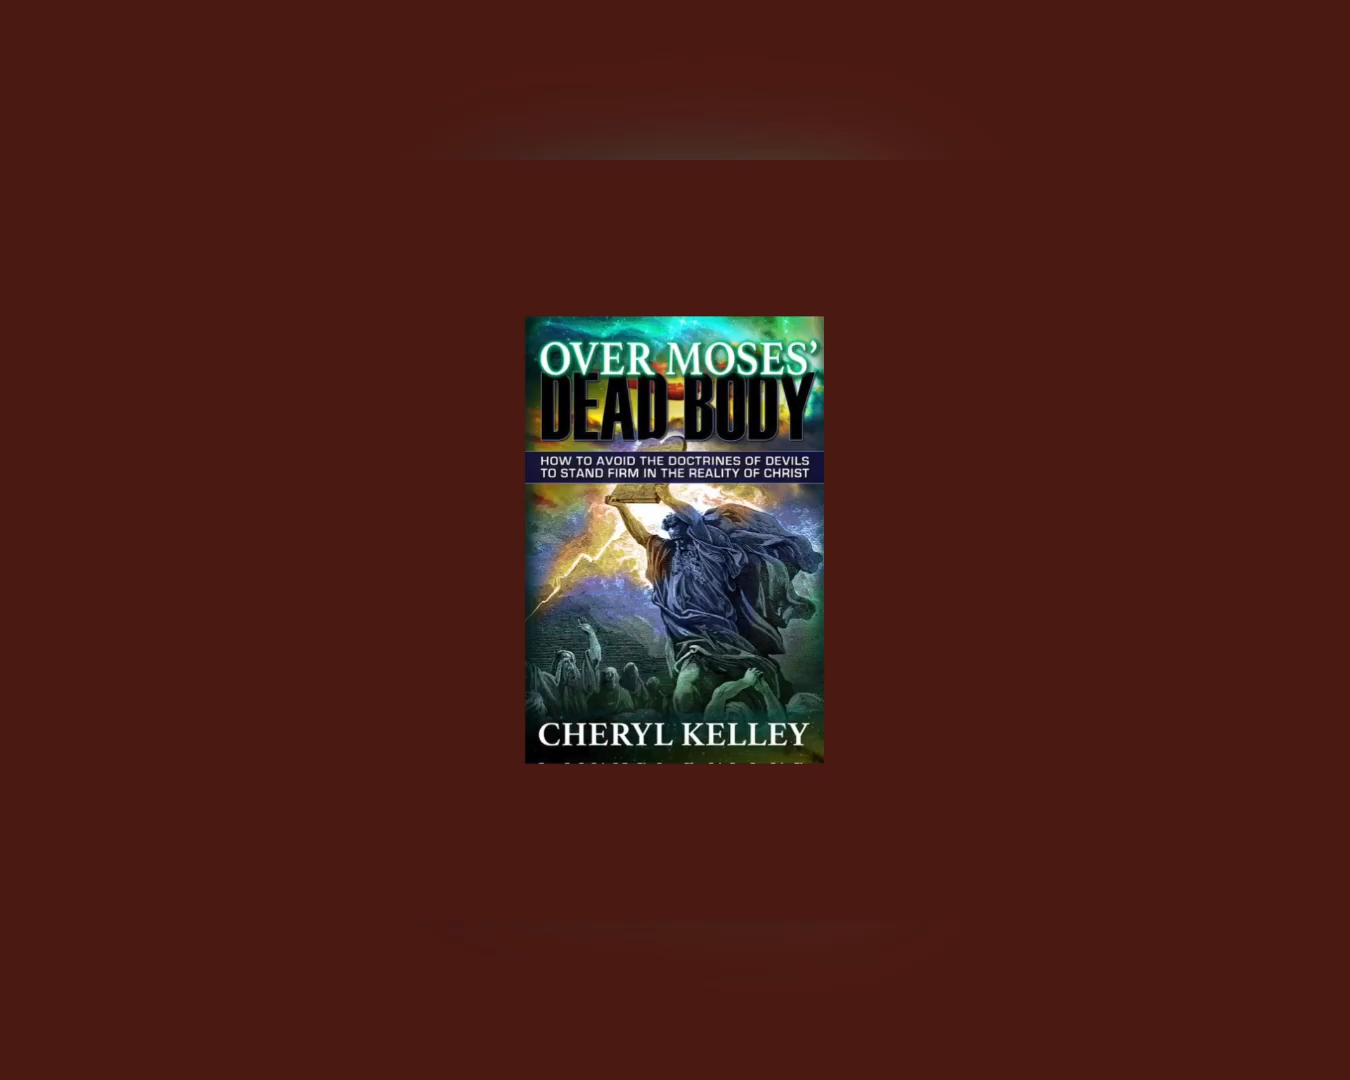 OVER MOSES’
DEAD BODY
HOW TO AVOID THE DOCTRINES OF DEVILS
TO STAND FIRM IN THE REALITY OF CHRIST
CHERYL KELLEY